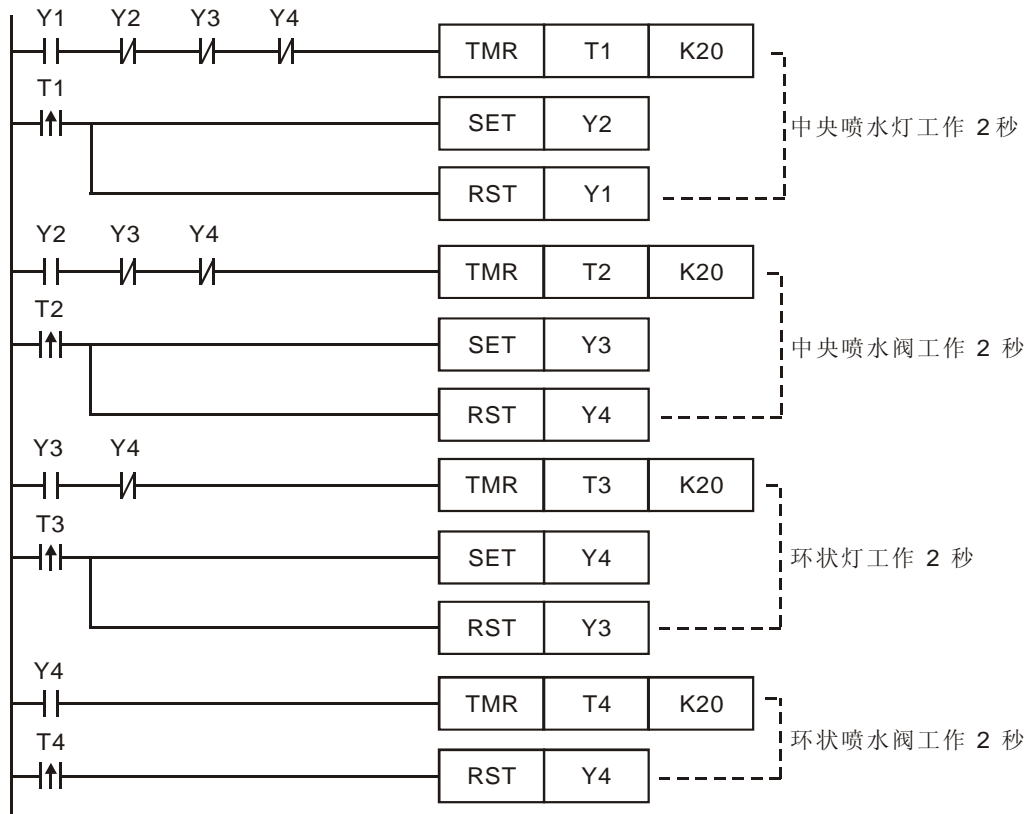 Y1 Y2 Y3 Y4
TMR T1 K20
T1
SET Y2
中央喷水灯工作 2秒
RST Y1
Y2 Y3 Y4
TMR T2 K20
T2
SET Y3
中央喷水阀工作 2 秒
RST Y4
Y3 Y4
TMR T3 K20
T3
SET Y4
环状灯工作 2 秒
RST Y3
Y4
TMR T4 K20
T4
环状喷水阀工作 2 秒
RST Y4